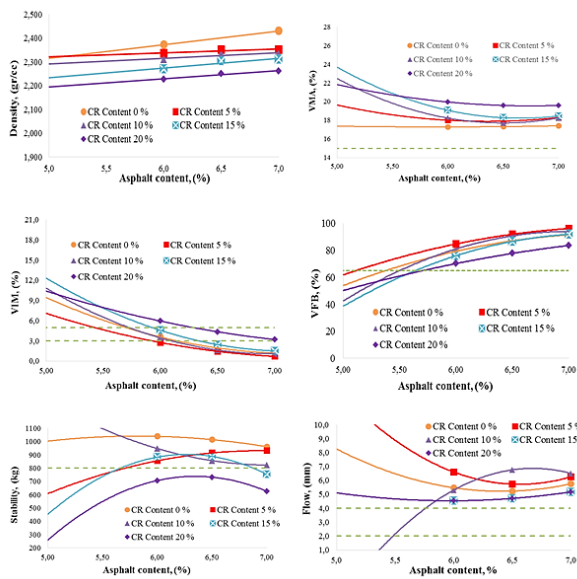 2,500
2,400
2,300
2,200
2,100
2,000
1,900
Density, (gr/cc)
CR Content 0 %
CR Content 5 %
CR Content 10 %
CR Content 15 %
CR Content 20 %
5,0
5,5
6,0
6,5
7,0
Asphalt content, (%)
28
26
24
22
20
18
16
14
12
VMA, (%)
CR Content 0 %
CR Content 5 %
CR Content 10 %
CR Content 15 %
CR Content 20 %
5,00
5,50
6,00
6,50
7,00
Asphalt content, (%)
21,0
18,0
15,0
12,0
9,0
6,0
3,0
0,0
VIM, (%)
CR Content 0 %
CR Content 5 %
CR Content 10 %
CR Content 15 %
CR Content 20 %
5,00
5,50
6,00
6,50
7,00
Asphalt content, (%)
100
80
60
40
20
0
VFB, (%)
CR Content 0 %
CR Content 5 %
CR Content 10 %
CR Content 15 %
CR Content 20 %
5,00
5,50
6,00
6,50
7,00
Asphalt content, (%)
1100
1000
900
800
700
600
500
400
300
200
Stability, (kg)
CR Content 0 %
CR Content 5 %
CR Content 10 %
CR Content 15 %
CR Content 20 %
5,00
5,50
6,00
6,50
7,00
Asphalt content, (%)
10,0
9,0
8,0
7,0
6,0
5,0
4,0
3,0
2,0
1,0
Flow, (mm)
CR Content 0 %
CR Content 5 %
CR Content 10 %
CR Content 15
CR Content 20 %
5,00
5,50
6,00
6,50
7,00
Asphalt content, %